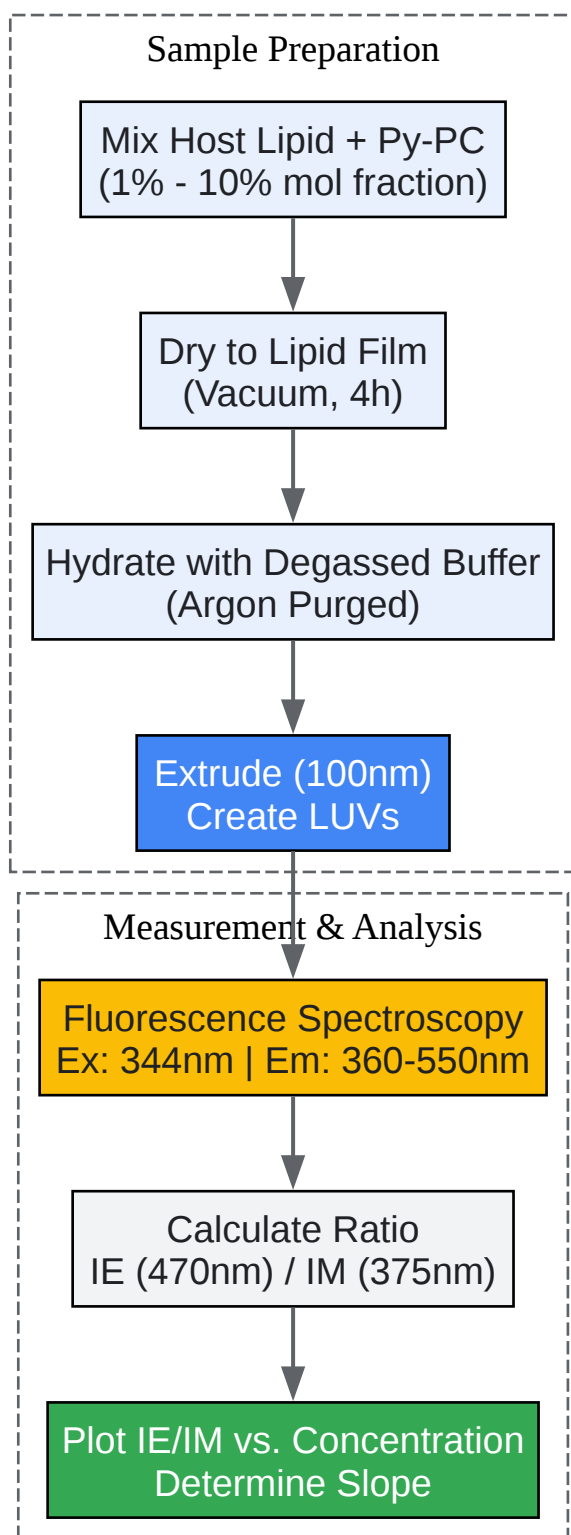 Sample Preparation
Mix Host Lipid + Py-PC
(1% - 10% mol fraction)
Dry to Lipid Film
(Vacuum, 4h)
Hydrate with Degassed Buffer
(Argon Purged)
Extrude (100nm)
Create LUVs
Measurement & Analysis
Fluorescence Spectroscopy
Ex: 344nm | Em: 360-550nm
Calculate Ratio
IE (470nm) / IM (375nm)
Plot IE/IM vs. Concentration
Determine Slope